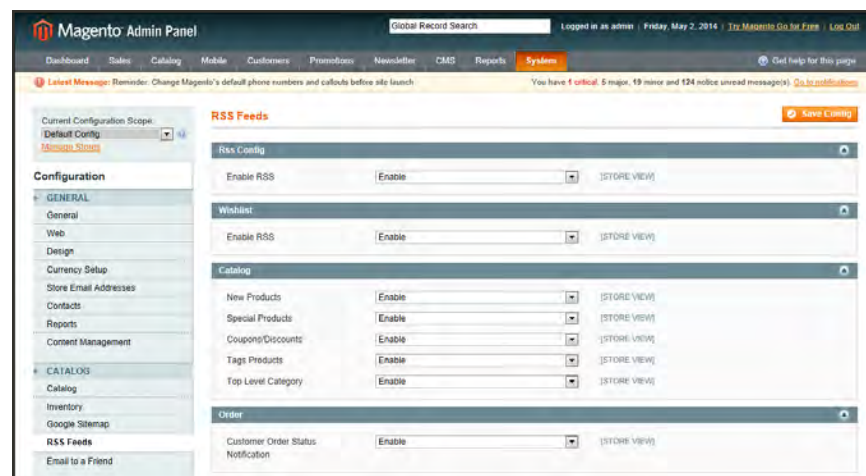 Magento Admin Panel
Global Record Search
Logged in as admin | Friday, May 2, 2014 | Try Magento Go for Free | Log Out
Dashboard Sales Catalog Mobile Customers Promotions Newsletter CMS Reports System
Get help for this page
Latest Message: Reminder: Change Magento's default phone numbers and callouts before site launch
You have 1 critical, 5 major, 19 minor and 124 notice unread message(s). Go to notifications
Current Configuration Scope:
Default Config
Manage Stores
Configuration
GENERAL
General
Web
Design
Currency Setup
Store Email Addresses
Contacts
Reports
Content Management
CATALOG
Catalog
Inventory
Google Sitemap
RSS Feeds
Email to a Friend
RSS Feeds
Save Config
Rss Config
Enable RSS Enable [STORE VIEW]
Wishlist
Enable RSS Enable [STORE VIEW]
Catalog
New Products Enable [STORE VIEW]
Special Products Enable [STORE VIEW]
Coupons/Discounts Enable [STORE VIEW]
Tags Products Enable [STORE VIEW]
Top Level Category Enable [STORE VIEW]
Order
Customer Order Status Enable [STORE VIEW]
Notification